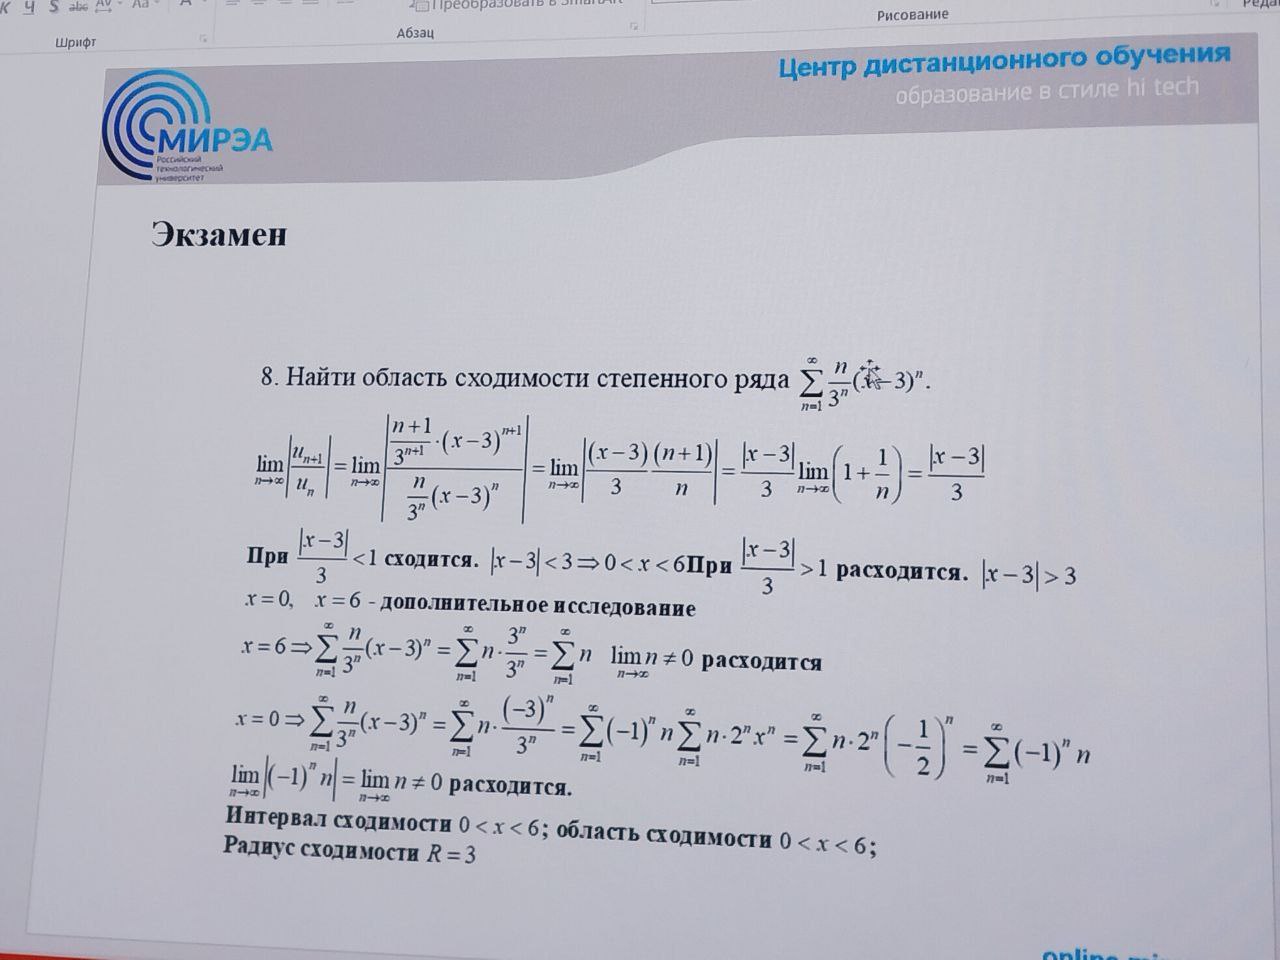 К Ч S abc AV Aa
Преобразовать в SmartArt
Шрифт
Абзац
Рисование
Центр дистанционного обучения
образование в стиле hi tech
МИРЭА
Российский
технологический
университет
Экзамен
8. Найти область сходимости степенного ряда \sum_{n=1}^{\infty} \frac{n}{3^n}(x-3)^n.
\lim_{n\to\infty} \left|\frac{u_{n+1}}{u_n}\right| = \lim_{n\to\infty} \left|\frac{\frac{n+1}{3^{n+1}} \cdot (x-3)^{n+1}}{\frac{n}{3^n}(x-3)^n}\right| = \lim_{n\to\infty} \left|\frac{(x-3)}{3}\frac{(n+1)}{n}\right| = \frac{|x-3|}{3} \lim_{n\to\infty}\left(1+\frac{1}{n}\right) = \frac{|x-3|}{3}
При \frac{|x-3|}{3} < 1 сходится. |x-3| < 3 \Rightarrow 0 < x < 6 При \frac{|x-3|}{3} > 1 расходится. |x-3| > 3
x = 0, x = 6 - дополнительное исследование
x = 6 \Rightarrow \sum_{n=1}^{\infty} \frac{n}{3^n}(x-3)^n = \sum_{n=1}^{\infty} n \cdot \frac{3^n}{3^n} = \sum_{n=1}^{\infty} n \lim_{n\to\infty} n \neq 0 расходится
x = 0 \Rightarrow \sum_{n=1}^{\infty} \frac{n}{3^n}(x-3)^n = \sum_{n=1}^{\infty} n \cdot \frac{(-3)^n}{3^n} = \sum_{n=1}^{\infty} (-1)^n n \sum_{n=1}^{\infty} n \cdot 2^n x^n = \sum_{n=1}^{\infty} n \cdot 2^n \left(-\frac{1}{2}\right)^n = \sum_{n=1}^{\infty} (-1)^n n
\lim_{n\to\infty} |(-1)^n n| = \lim_{n\to\infty} n \neq 0 расходится.
Интервал сходимости 0 < x < 6; область сходимости 0 < x < 6;
Радиус сходимости R = 3